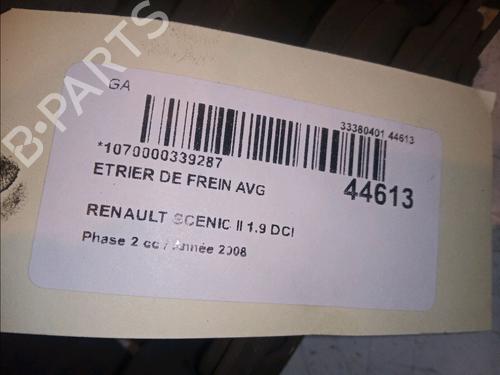 B-PARTS
GA
33380401 44613
*1070000339287
44613
ETRIER DE FREIN AVG
RENAULT SCENIC II 1.9 DCI
Phase 2 cc / Année 2008